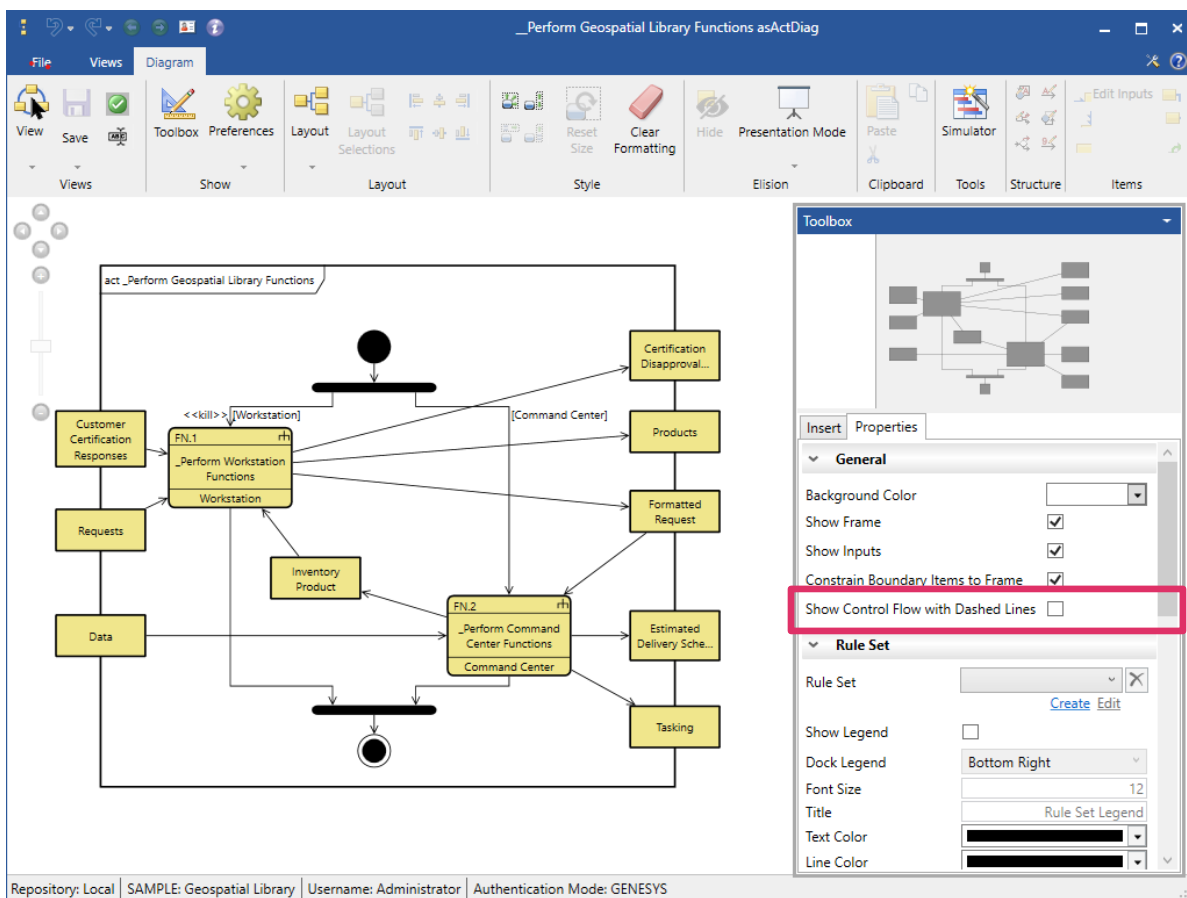 __Perform Geospatial Library Functions asActDiag
File Views Diagram
View
Save
Toolbox Preferences
Layout
Layout
Selections
Reset
Size
Clear
Formatting
Hide
Presentation Mode
Paste
Simulator
Edit Inputs
Views
Show
Layout
Style
Elision
Clipboard
Tools
Structure
Items
act _Perform Geospatial Library Functions
<<kill>> [Workstation]
[Command Center]
Customer
Certification
Responses
Requests
Data
FN.1
_Perform Workstation
Functions
Workstation
Inventory
Product
FN.2
_Perform Command
Center Functions
Command Center
Certification
Disapproval...
Products
Formatted
Request
Estimated
Delivery Sche...
Tasking
Toolbox
Insert Properties
General
Background Color
Show Frame
Show Inputs
Constrain Boundary Items to Frame
Show Control Flow with Dashed Lines
Rule Set
Rule Set
Create Edit
Show Legend
Dock Legend Bottom Right
Font Size 12
Title Rule Set Legend
Text Color
Line Color
Repository: Local SAMPLE: Geospatial Library Username: Administrator Authentication Mode: GENESYS